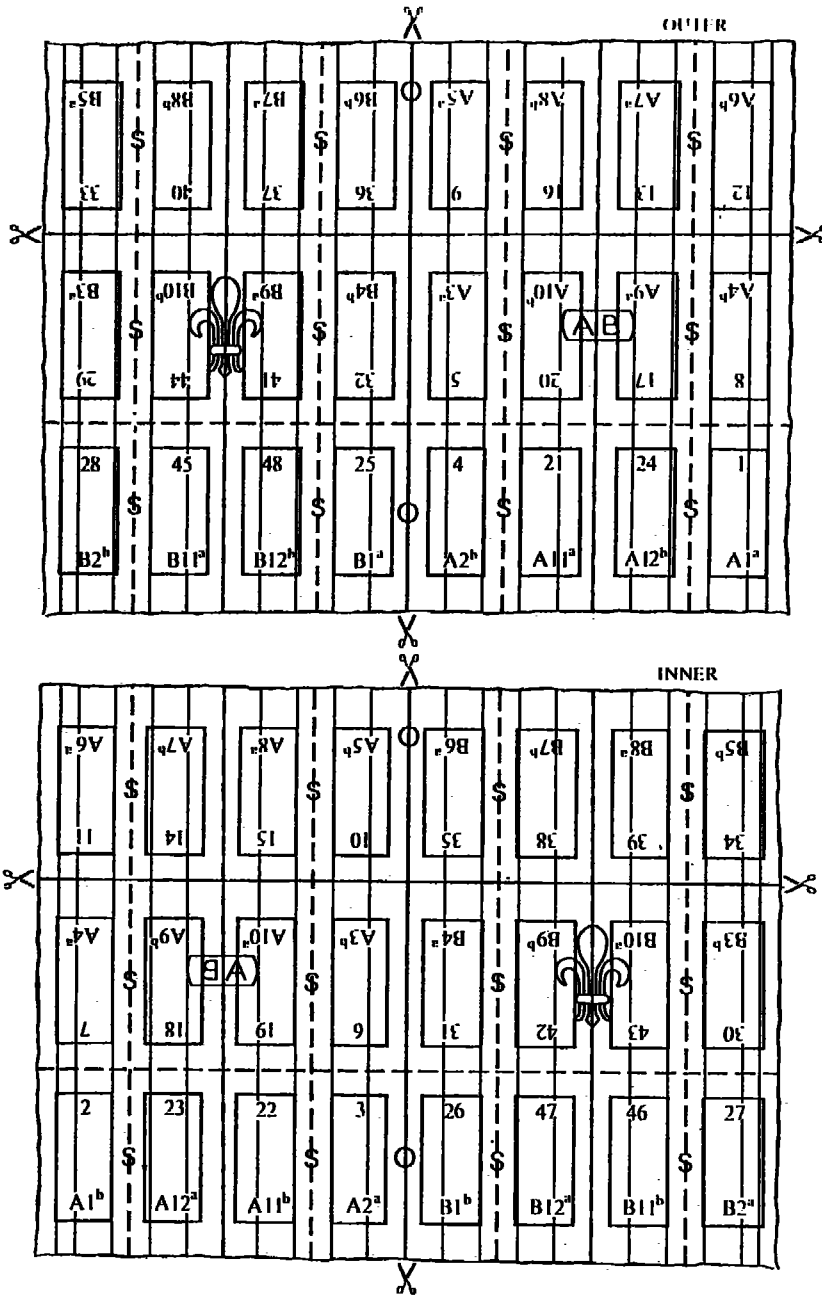 OUTER
B5ª B8ᵇ B7ª B6ᵇ A5ª A8ᵇ A7ª A6ᵇ
$ $ $ $
33 40 37 36 9 16 13 12
B3ª B10ᵇ B9ª B4ᵇ A3ª A10ᵇ A9ª A4ᵇ
$ $ AB $
29 44 41 32 5 20 17 8
28 45 48 25 4 21 24 1
$ $ $ $
B2ᵇ B11ª B12ᵇ B1ª A2ᵇ A11ª A12ᵇ A1ª
INNER
A6ª A7ᵇ A8ª A5ᵇ B6ª B7ᵇ B8ª B5ᵇ
$ $ $ $
11 14 15 10 35 38 39 34
A4ª A9ᵇ A10ª A3ᵇ B4ª B9ᵇ B10ª B3ᵇ
$ AB $ $ $
7 18 19 6 31 42 43 30
2 23 22 3 26 47 46 27
$ $ $ $
A1ᵇ A12ª A11ᵇ A2ª B1ᵇ B12ª B11ᵇ B2ª